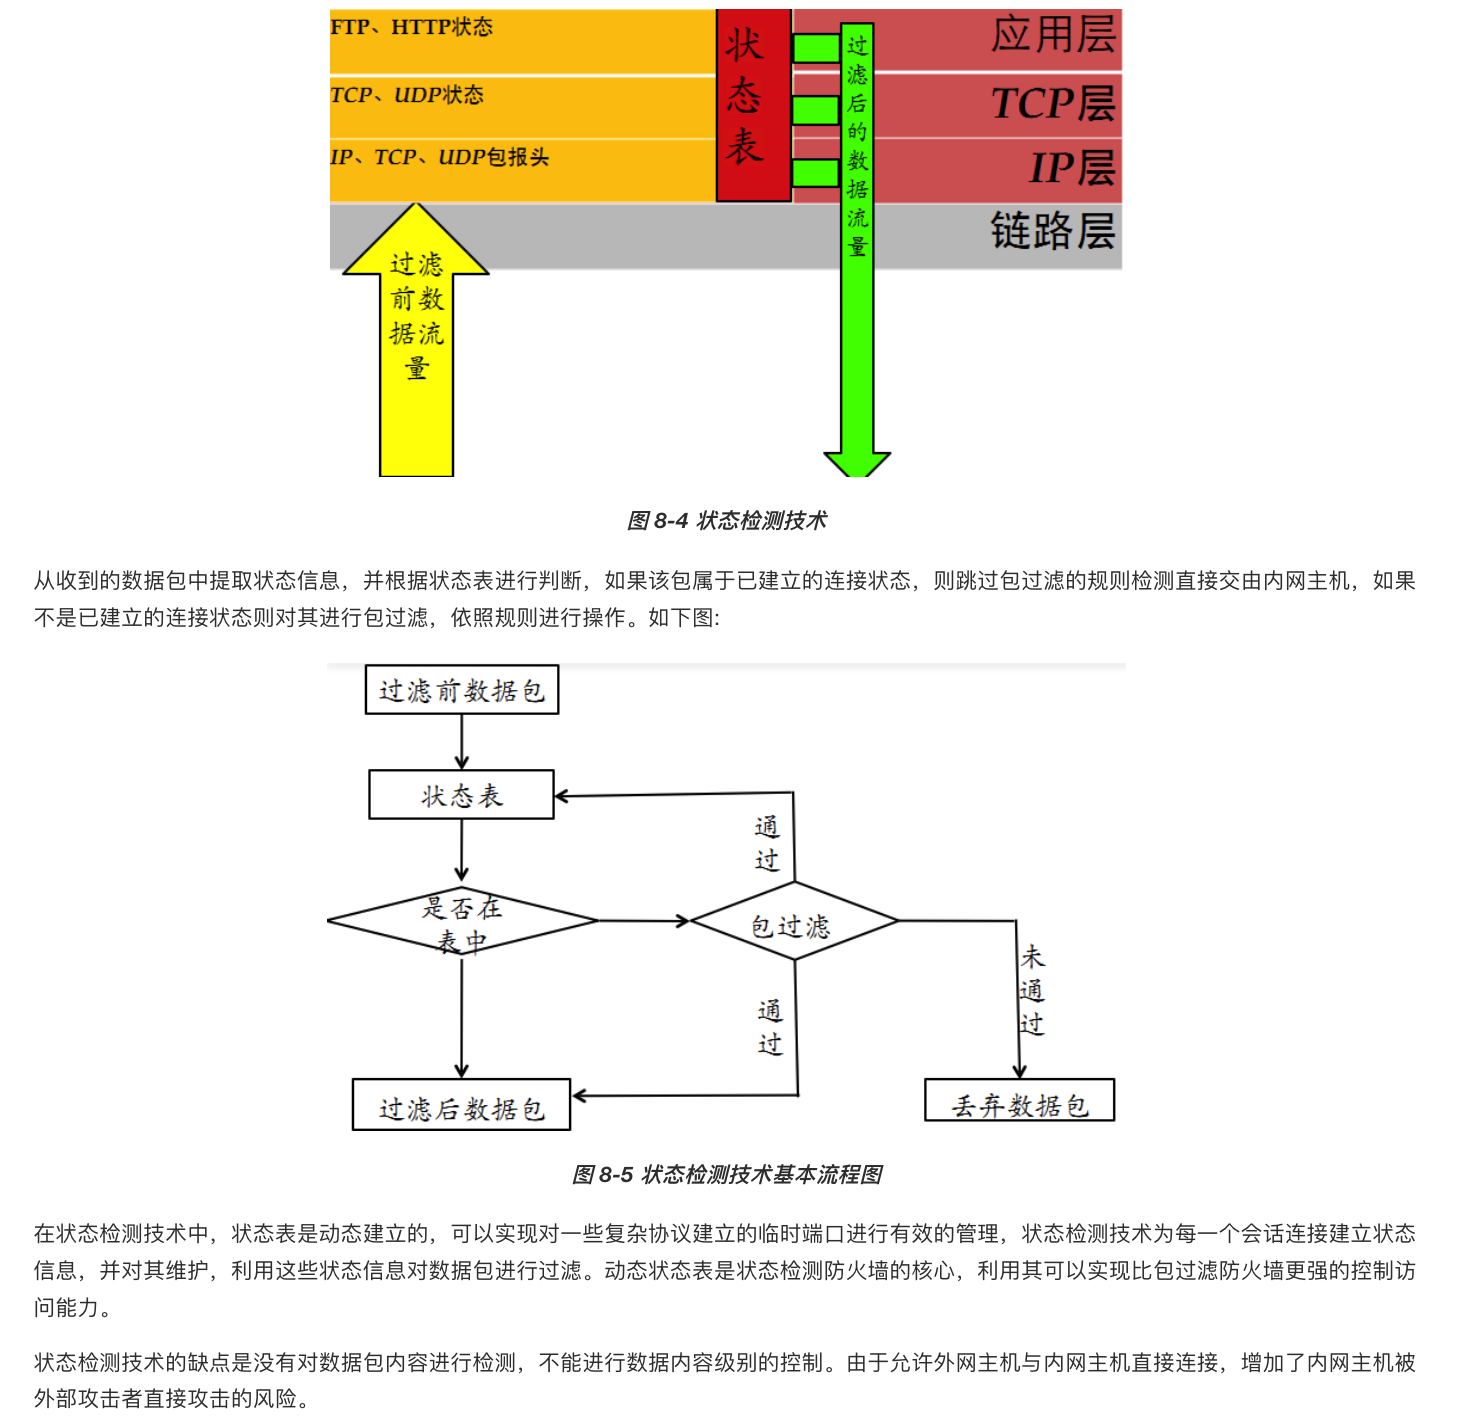 FTP、HTTP状态
TCP、UDP状态
IP、TCP、UDP包报头
状
态
表
过
滤
后
的
数
据
流
量
应用层
TCP层
IP层
链路层
过滤
前数
据流
量
图 8-4 状态检测技术
从收到的数据包中提取状态信息，并根据状态表进行判断，如果该包属于已建立的连接状态，则跳过包过滤的规则检测直接交由内网主机，如果
不是已建立的连接状态则对其进行包过滤，依照规则进行操作。如下图:
过滤前数据包
状态表
通
过
是否在
表中
包过滤
未
通
过
通
过
过滤后数据包
丢弃数据包
图 8-5 状态检测技术基本流程图
在状态检测技术中，状态表是动态建立的，可以实现对一些复杂协议建立的临时端口进行有效的管理，状态检测技术为每一个会话连接建立状态
信息，并对其维护，利用这些状态信息对数据包进行过滤。动态状态表是状态检测防火墙的核心，利用其可以实现比包过滤防火墙更强的控制访
问能力。
状态检测技术的缺点是没有对数据包内容进行检测，不能进行数据内容级别的控制。由于允许外网主机与内网主机直接连接，增加了内网主机被
外部攻击者直接攻击的风险。